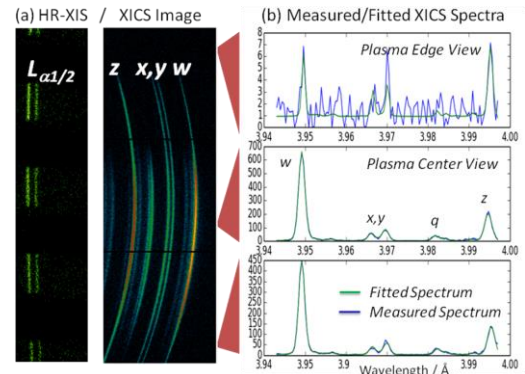 (a) HR-XIS / XICS Image
(b) Measured/Fitted XICS Spectra
Lα1/2
z x,y w
8
7
6
5
4
3
2
1
0
Plasma Edge View
3.94 3.95 3.96 3.97 3.98 3.99 4.00
700
600
500
400
300
200
100
0
Plasma Center View
w
x,y
q
z
3.94 3.95 3.96 3.97 3.98 3.99 4.00
450
400
350
300
250
200
150
100
50
0
Fitted Spectrum
Measured Spectrum
3.94 3.95 3.96 3.97 3.98 3.99 4.00
Wavelength / Å